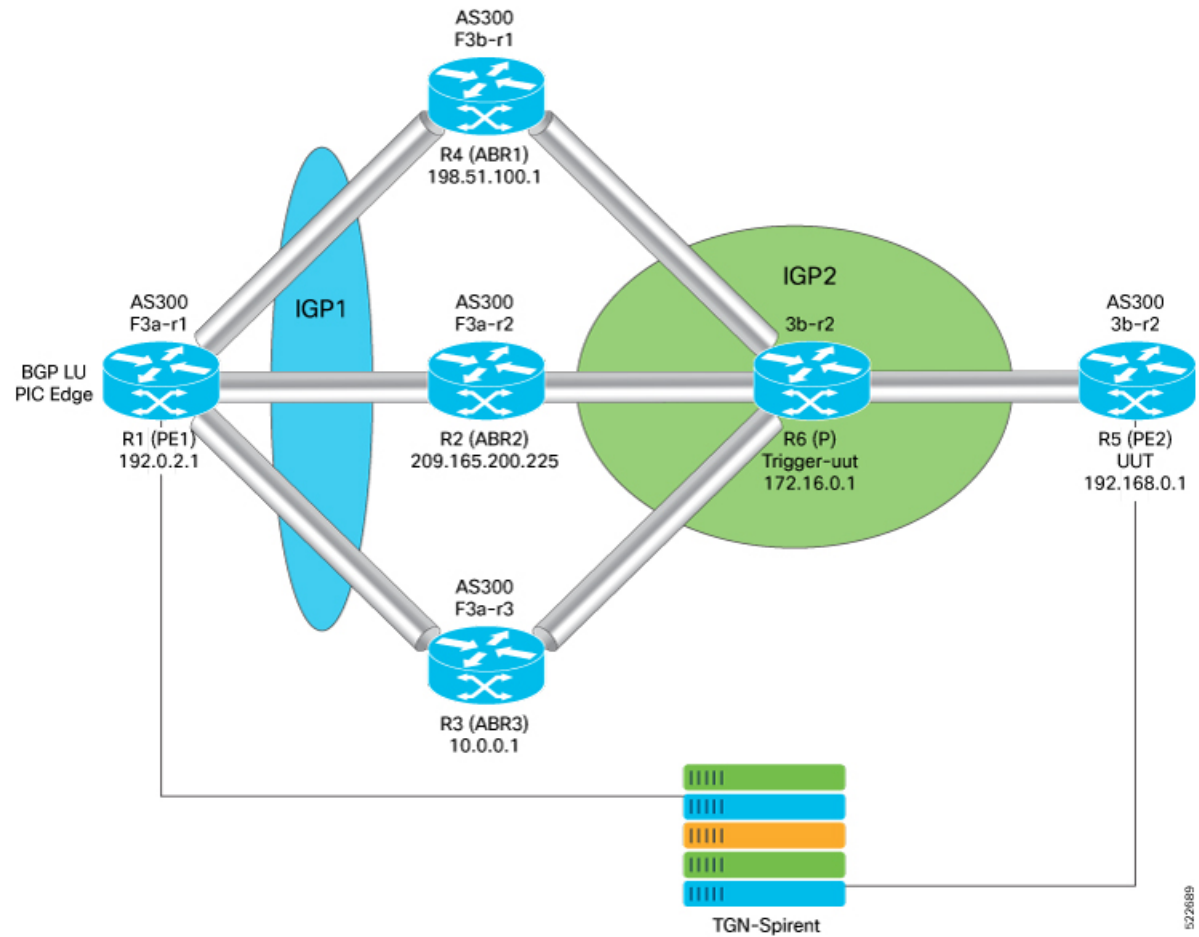 AS300
F3b-r1
R4 (ABR1)
198.51.100.1
IGP1
IGP2
AS300
F3a-r1
BGP LU
PIC Edge
R1 (PE1)
192.0.2.1
AS300
F3a-r2
R2 (ABR2)
209.165.200.225
3b-r2
R6 (P)
Trigger-uut
172.16.0.1
AS300
3b-r2
R5 (PE2)
UUT
192.168.0.1
AS300
F3a-r3
R3 (ABR3)
10.0.0.1
TGN-Spirent
522689